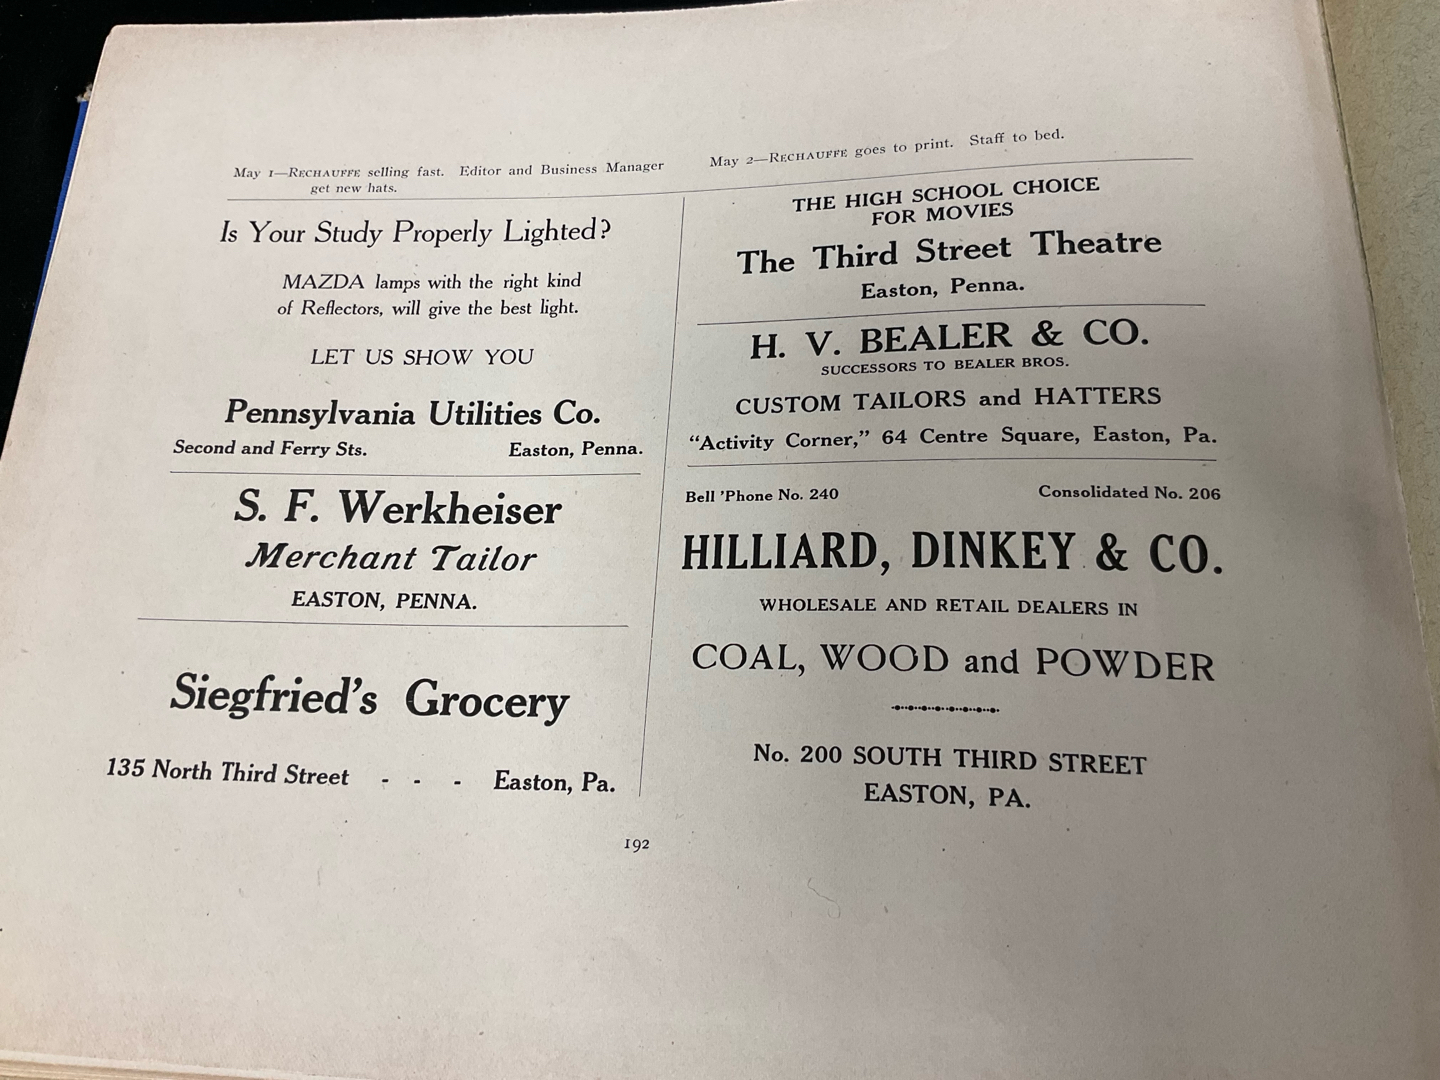 May 1—RECHAUFFE selling fast. Editor and Business Manager
get new hats.
Is Your Study Properly Lighted?
MAZDA lamps with the right kind
of Reflectors, will give the best light.
LET US SHOW YOU
Pennsylvania Utilities Co.
Second and Ferry Sts. Easton, Penna.
S. F. Werkheiser
Merchant Tailor
EASTON, PENNA.
Siegfried's Grocery
135 North Third Street - - - Easton, Pa.
May 2—RECHAUFFE goes to print. Staff to bed.
THE HIGH SCHOOL CHOICE
FOR MOVIES
The Third Street Theatre
Easton, Penna.
H. V. BEALER & CO.
SUCCESSORS TO BEALER BROS.
CUSTOM TAILORS and HATTERS
"Activity Corner," 64 Centre Square, Easton, Pa.
Bell 'Phone No. 240 Consolidated No. 206
HILLIARD, DINKEY & CO.
WHOLESALE AND RETAIL DEALERS IN
COAL, WOOD and POWDER
No. 200 SOUTH THIRD STREET
EASTON, PA.
192